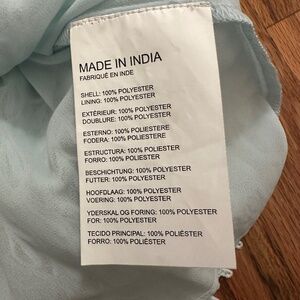 MADE IN INDIA
FABRIQUÉ EN INDE
SHELL: 100% POLYESTER
LINING: 100% POLYESTER
EXTÉRIEUR: 100% POLYESTER
DOUBLURE: 100% POLYESTER
ESTERNO: 100% POLIESTERE
FODERA: 100% POLIESTERE
ESTRUCTURA: 100% POLIÉSTER
FORRO: 100% POLIÉSTER
BESCHICHTUNG: 100% POLYESTER
FUTTER: 100% POLYESTER
HOOFDLAAG: 100% POLYESTER
VOERING: 100% POLYESTER
YDERSKAL OG FORING: 100% POLYESTER
FOR: 100% POLYESTER
TECIDO PRINCIPAL: 100% POLIÉSTER
FORRO: 100% POLIÉSTER